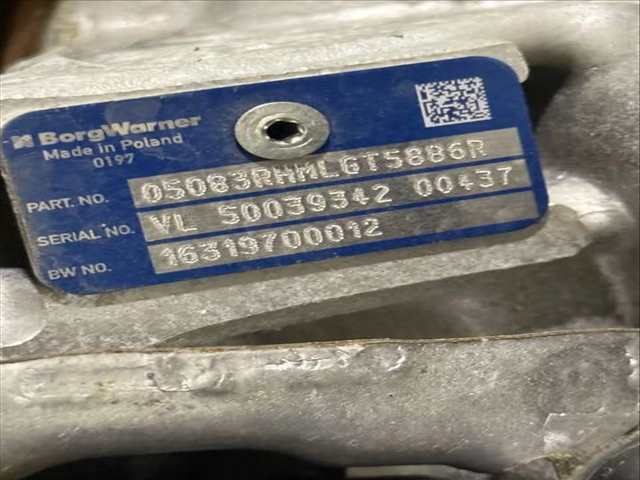 BorgWarner
Made in Poland
0197
PART. NO. 05083RHMLGT5886R
SERIAL NO. VL S0039342 00437
BW NO. 16319700012